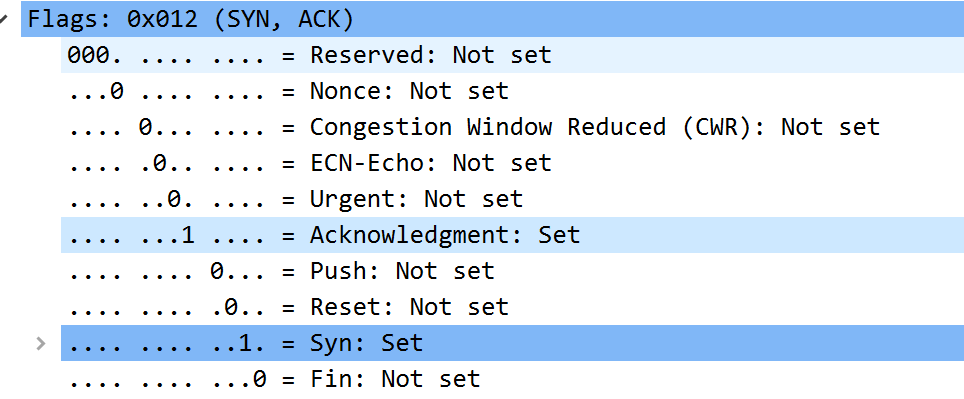 Flags: 0x012 (SYN, ACK)
000. .... .... = Reserved: Not set
...0 .... .... = Nonce: Not set
.... 0... .... = Congestion Window Reduced (CWR): Not set
.... .0.. .... = ECN-Echo: Not set
.... ..0. .... = Urgent: Not set
.... ...1 .... = Acknowledgment: Set
.... .... 0... = Push: Not set
.... .... .0.. = Reset: Not set
.... .... ..1. = Syn: Set
.... .... ...0 = Fin: Not set